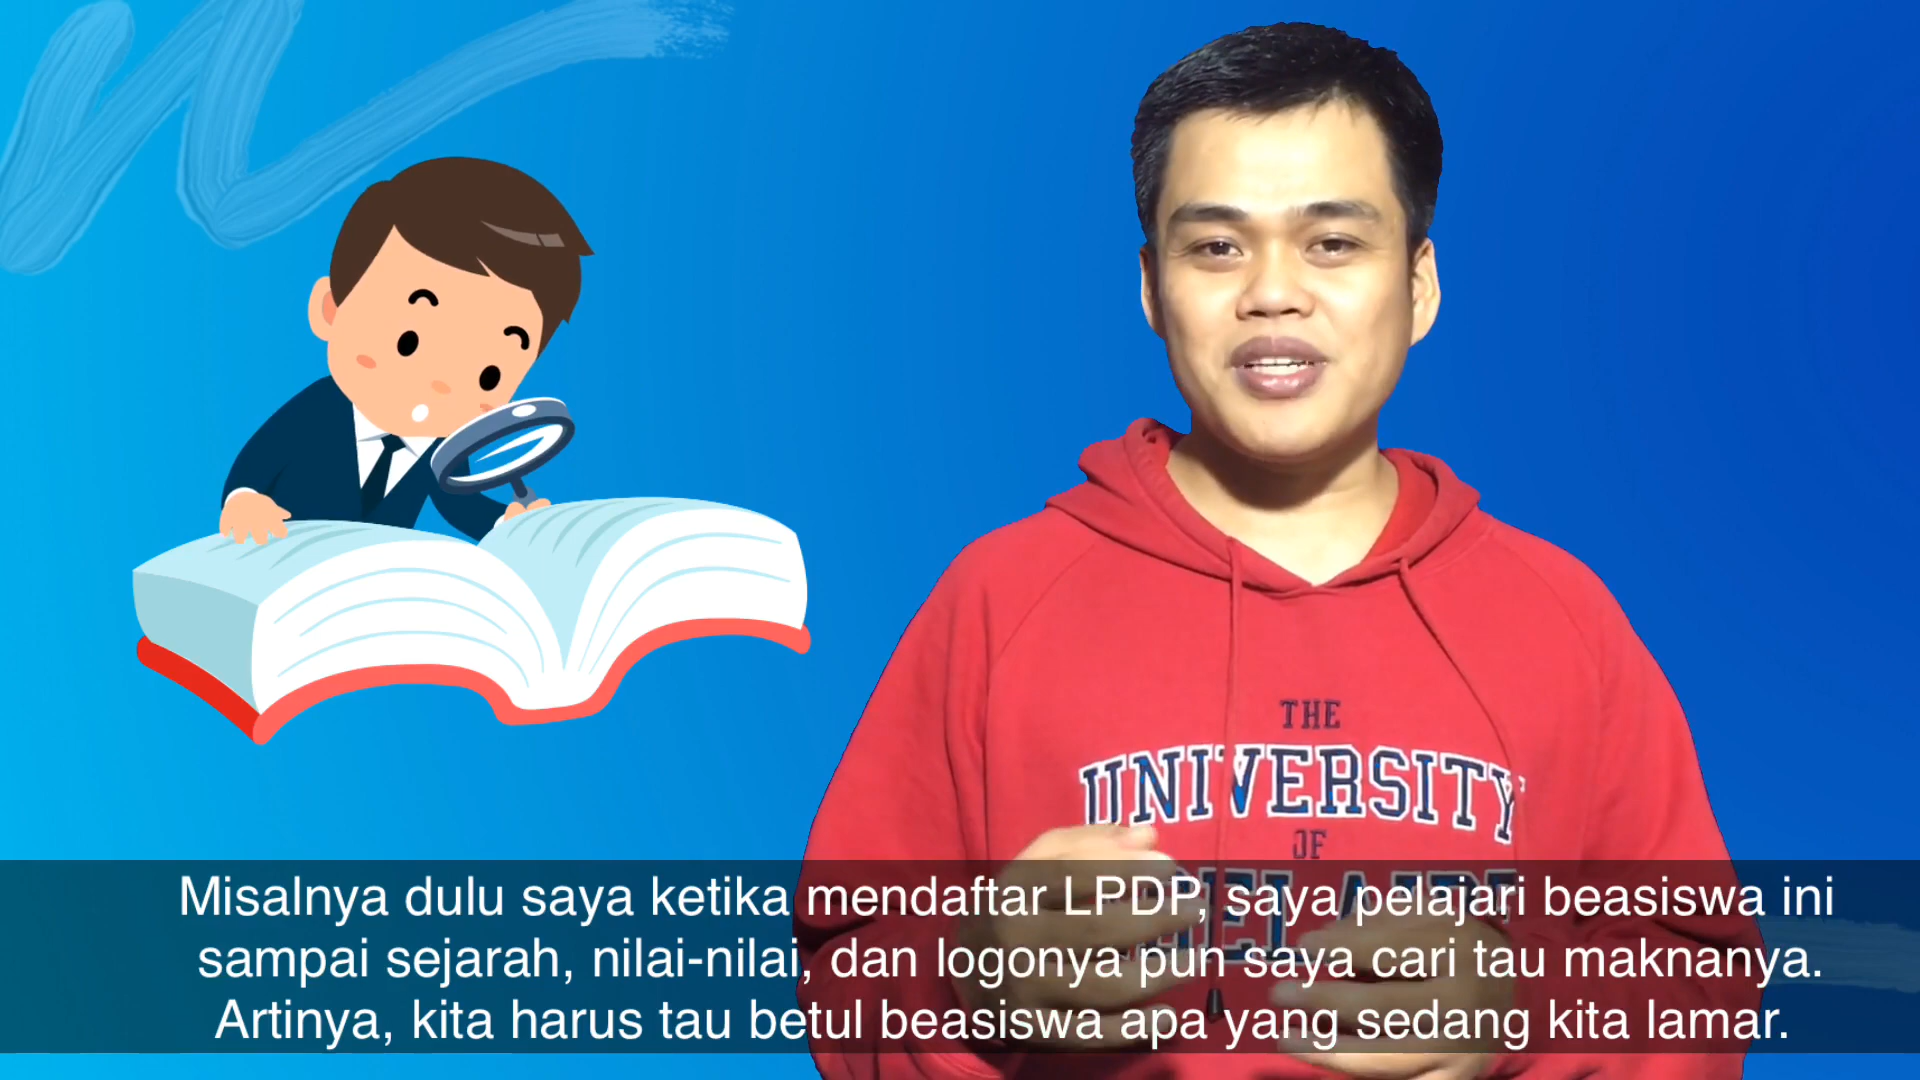 THE
UNIVERSITY
OF
Misalnya dulu saya ketika mendaftar LPDP, saya pelajari beasiswa ini
sampai sejarah, nilai-nilai, dan logonya pun saya cari tau maknanya.
Artinya, kita harus tau betul beasiswa apa yang sedang kita lamar.